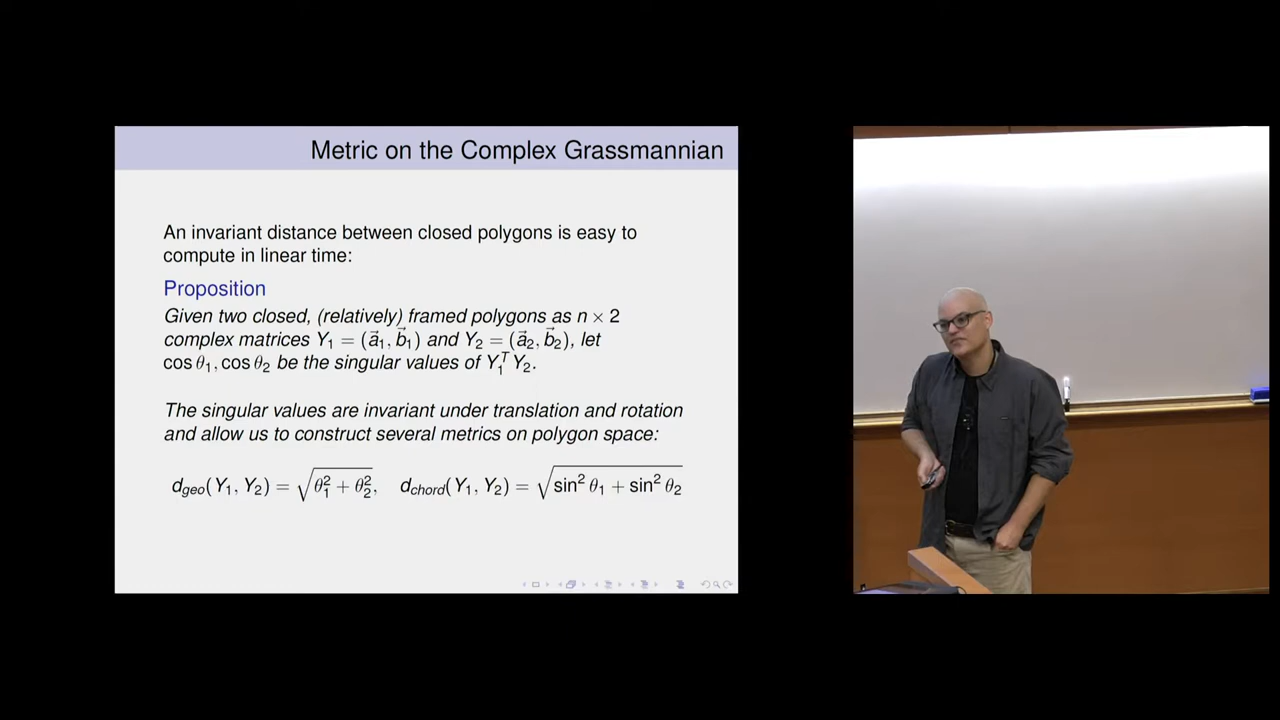 Metric on the Complex Grassmannian
An invariant distance between closed polygons is easy to
compute in linear time:
Proposition
Given two closed, (relatively) framed polygons as n × 2
complex matrices Y₁ = (a⃗₁, b⃗₁) and Y₂ = (a⃗₂, b⃗₂), let
cos θ₁, cos θ₂ be the singular values of Y₁ᵀY₂.
The singular values are invariant under translation and rotation
and allow us to construct several metrics on polygon space:
d_geo(Y₁, Y₂) = √(θ₁² + θ₂²), d_chord(Y₁, Y₂) = √(sin² θ₁ + sin² θ₂)